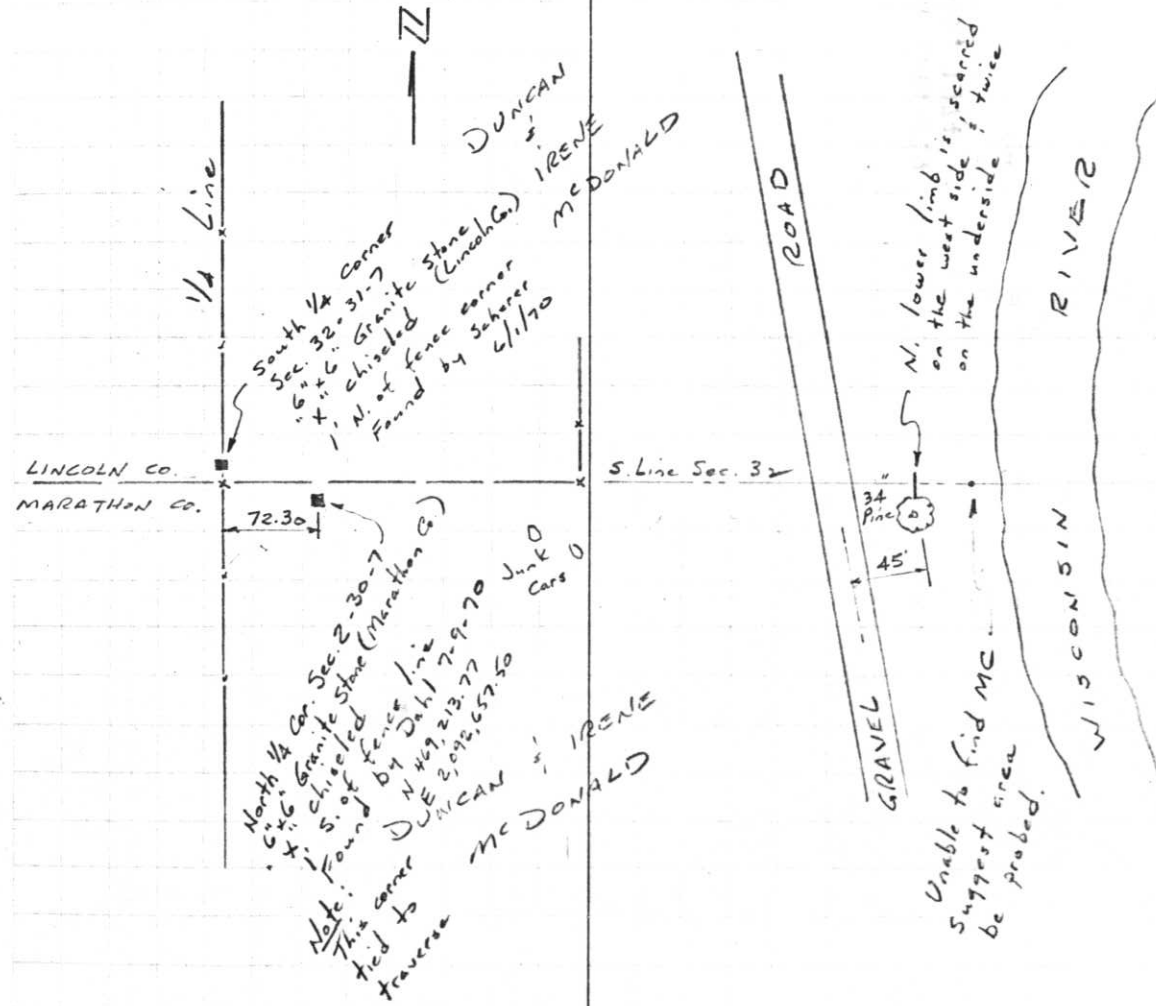 N
DUNCAN
&
IRENE
McDONALD
1/4 Line
South 1/4 Corner
Sec. 32-31-7
6" x 6" Granite Stone
"X" chiseled (Lincoln Co.)
1' N. of fence corner
Found by Scherer
6/1/70
LINCOLN CO.
MARATHON CO.
72.30
S. Line Sec. 32
North 1/4 Cor. Sec. 2-30-7
6" x 6" Granite Stone (Marathon Co)
"X" chiseled
1' S. of fence line
Found by Dahl 7-9-70
N 469,213.77
E 2,092,657.50
Junk
Cars
DUNCAN & IRENE
McDONALD
Note:
This corner
tied to
traverse
GRAVEL ROAD
N. lower limb
on the west side is scarred
on the underside & twice
34"
Pine
45'
Unable to find MC.
Suggest area
be probed.
WISCONSIN RIVER